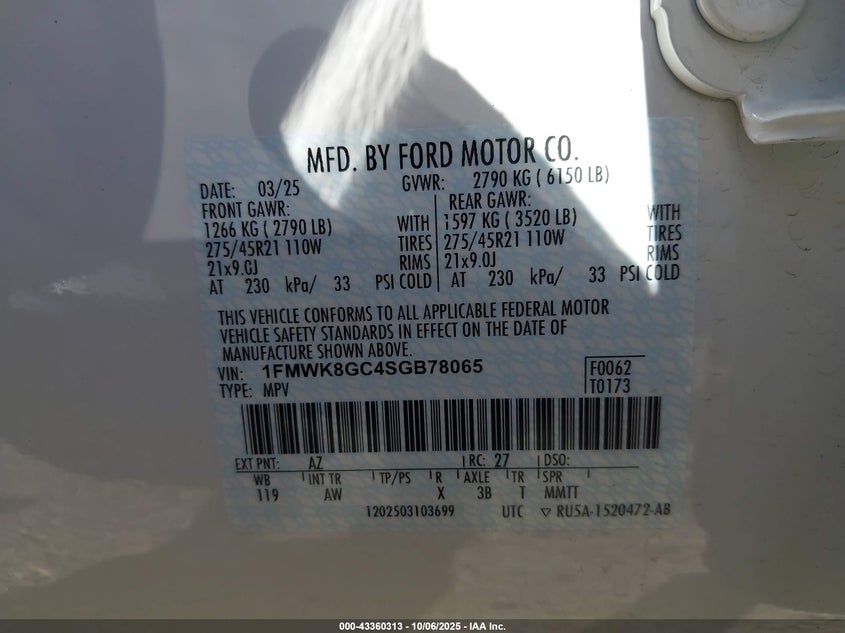 MFD. BY FORD MOTOR CO.
DATE: 03/25 GVWR: 2790 KG ( 6150 LB)
FRONT GAWR: REAR GAWR:
1266 KG ( 2790 LB) WITH 1597 KG ( 3520 LB) WITH
275/45R21 110W TIRES 275/45R21 110W TIRES
21x9.0J RIMS 21x9.0J RIMS
AT 230 kPa/ 33 PSI COLD AT 230 kPa/ 33 PSI COLD
THIS VEHICLE CONFORMS TO ALL APPLICABLE FEDERAL MOTOR
VEHICLE SAFETY STANDARDS IN EFFECT ON THE DATE OF
MANUFACTURE SHOWN ABOVE.
VIN: 1FMWK8GC4SGB78065 F0062
TYPE: MPV T0173
EXT PNT: AZ RC: 27 DSO:
WB INT TR TP/PS R AXLE TR SPR
119 AW X 3B T MMTT
1202503103699 UTC ▽ RU5A-1520472-AB
000-43360313 - 10/06/2025 - IAA Inc.